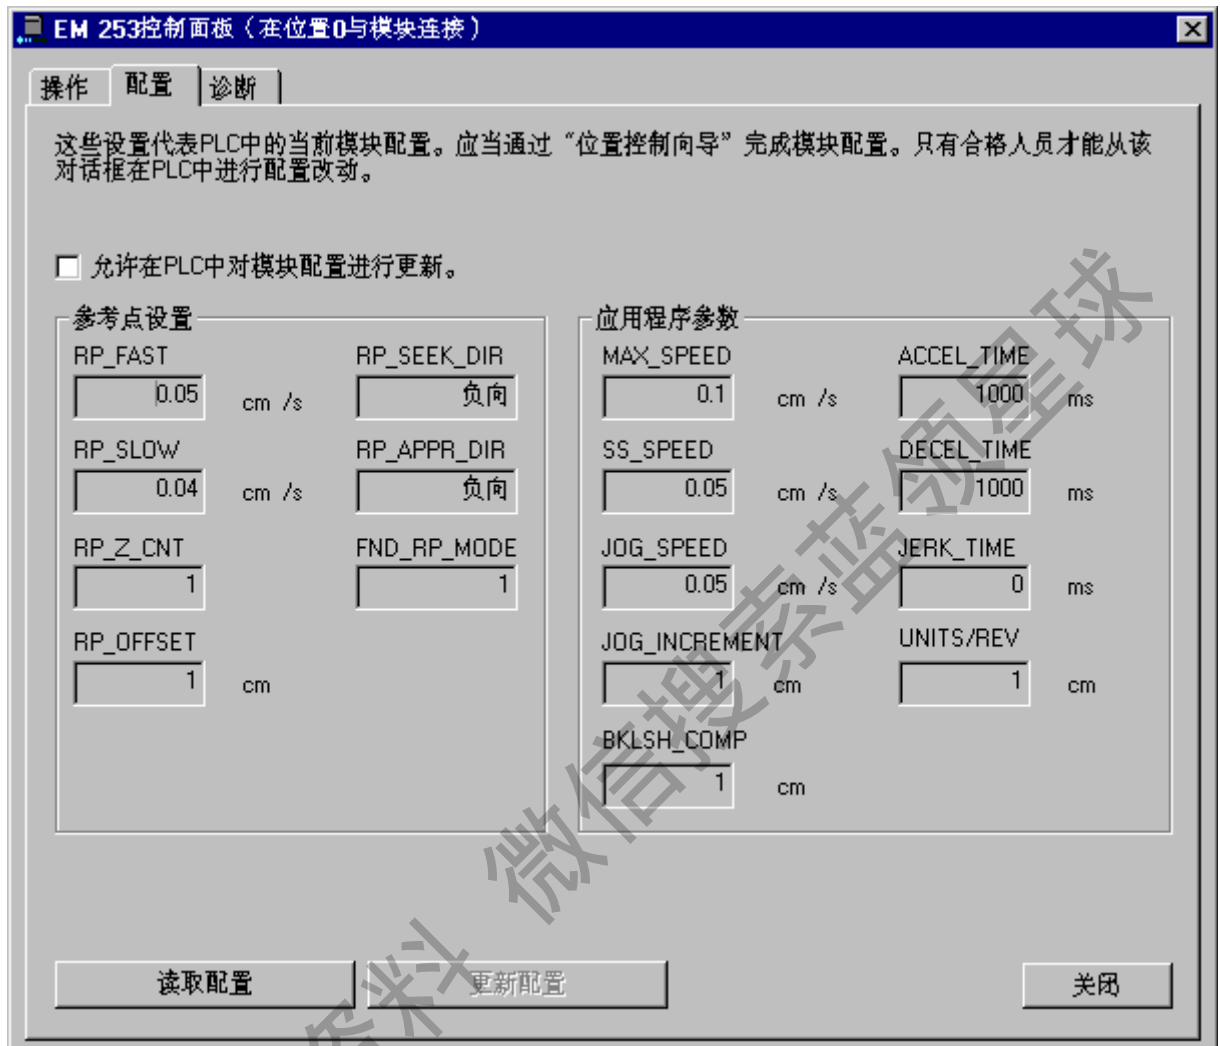 EM 253控制面板（在位置0与模块连接）
操作 配置 诊断
这些设置代表PLC中的当前模块配置。应当通过“位置控制向导”完成模块配置。只有合格人员才能从该
对话框在PLC中进行配置改动。
允许在PLC中对模块配置进行更新。
参考点设置
RP_FAST RP_SEEK_DIR
0.05 cm /s 负向
RP_SLOW RP_APPR_DIR
0.04 cm /s 负向
RP_Z_CNT FND_RP_MODE
1 1
RP_OFFSET
1 cm
应用程序参数
MAX_SPEED ACCEL_TIME
0.1 cm /s 1000 ms
SS_SPEED DECEL_TIME
0.05 cm /s 1000 ms
JOG_SPEED JERK_TIME
0.05 cm /s 0 ms
JOG_INCREMENT UNITS/REV
1 cm 1 cm
BKLSH_COMP
1 cm
读取配置 更新配置 关闭
资料 微信搜索蓝领星球